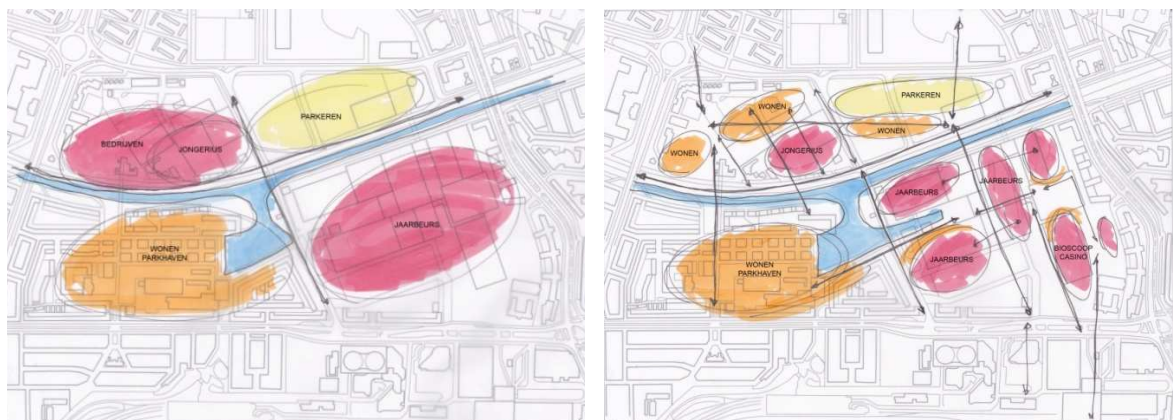 PARKEREN
BEDRIJVEN
JONGERIUS
JAARBEURS
WONEN
PARKHAVEN
WONEN
PARKEREN
WONEN
WONEN
JONGERIUS
JAARBEURS
JAARBEURS
WONEN
PARKHAVEN
JAARBEURS
BIOSCOOP
CASINO